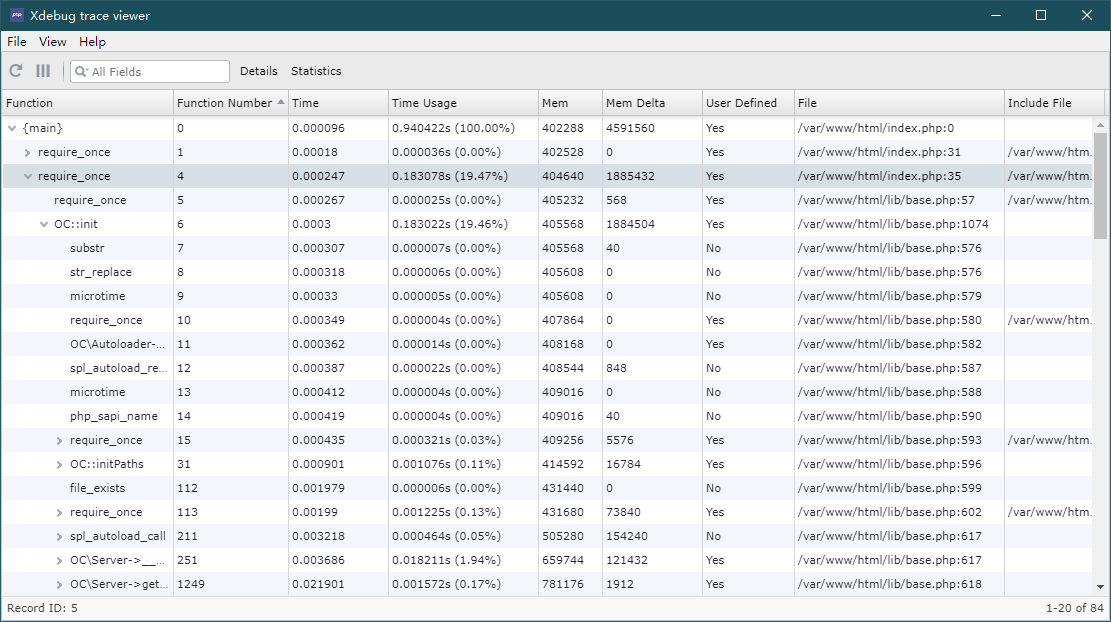 php Xdebug trace viewer
File View Help
All Fields Details Statistics
Function Function Number Time Time Usage Mem Mem Delta User Defined File Include File
{main} 0 0.000096 0.940422s (100.00%) 402288 4591560 Yes /var/www/html/index.php:0
require_once 1 0.00018 0.000036s (0.00%) 402528 0 Yes /var/www/html/index.php:31 /var/www/htm.
require_once 4 0.000247 0.183078s (19.47%) 404640 1885432 Yes /var/www/html/index.php:35 /var/www/htm.
require_once 5 0.000267 0.000025s (0.00%) 405232 568 Yes /var/www/html/lib/base.php:57 /var/www/htm.
OC::init 6 0.0003 0.183022s (19.46%) 405568 1884504 Yes /var/www/html/lib/base.php:1074
substr 7 0.000307 0.000007s (0.00%) 405568 40 No /var/www/html/lib/base.php:576
str_replace 8 0.000318 0.000006s (0.00%) 405608 0 No /var/www/html/lib/base.php:576
microtime 9 0.00033 0.000005s (0.00%) 405608 0 No /var/www/html/lib/base.php:579
require_once 10 0.000349 0.000004s (0.00%) 407864 0 Yes /var/www/html/lib/base.php:580 /var/www/htm.
OC\Autoloader-... 11 0.000362 0.000014s (0.00%) 408168 0 Yes /var/www/html/lib/base.php:582
spl_autoload_re... 12 0.000387 0.000022s (0.00%) 408544 848 No /var/www/html/lib/base.php:587
microtime 13 0.000412 0.000004s (0.00%) 409016 0 No /var/www/html/lib/base.php:588
php_sapi_name 14 0.000419 0.000004s (0.00%) 409016 40 No /var/www/html/lib/base.php:590
require_once 15 0.000435 0.000321s (0.03%) 409256 5576 Yes /var/www/html/lib/base.php:593 /var/www/htm.
OC::initPaths 31 0.000901 0.001076s (0.11%) 414592 16784 Yes /var/www/html/lib/base.php:596
file_exists 112 0.001979 0.000006s (0.00%) 431440 0 No /var/www/html/lib/base.php:599
require_once 113 0.00199 0.001225s (0.13%) 431680 73840 Yes /var/www/html/lib/base.php:602 /var/www/htm.
spl_autoload_call 211 0.003218 0.000464s (0.05%) 505280 154240 No /var/www/html/lib/base.php:617
OC\Server->__... 251 0.003686 0.018211s (1.94%) 659744 121432 Yes /var/www/html/lib/base.php:617
OC\Server->get... 1249 0.021901 0.001572s (0.17%) 781176 1912 Yes /var/www/html/lib/base.php:618
Record ID: 5 1-20 of 84